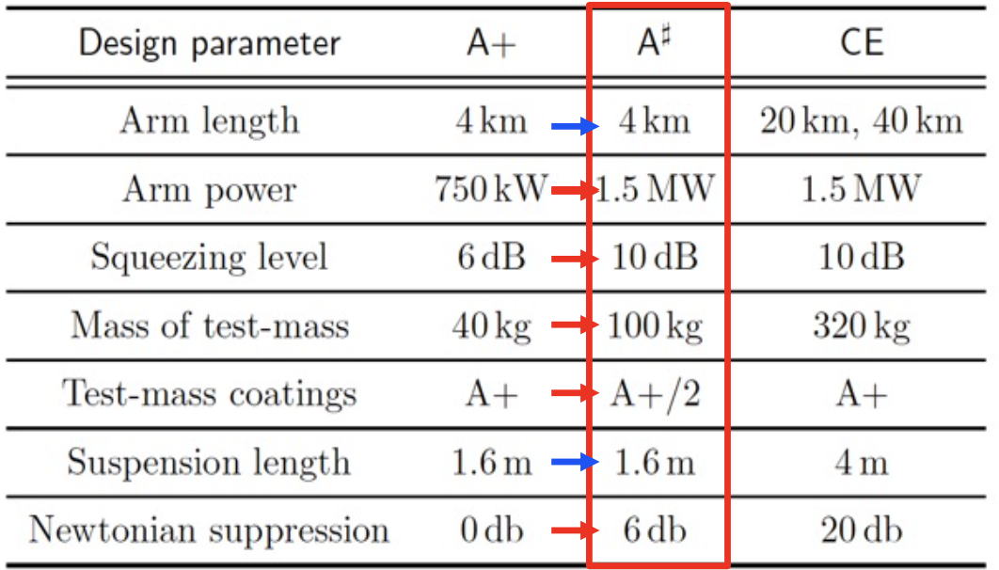 Design parameter A+ A♯ CE
Arm length 4 km 4 km 20 km, 40 km
Arm power 750 kW 1.5 MW 1.5 MW
Squeezing level 6 dB 10 dB 10 dB
Mass of test-mass 40 kg 100 kg 320 kg
Test-mass coatings A+ A+/2 A+
Suspension length 1.6 m 1.6 m 4 m
Newtonian suppression 0 db 6 db 20 db